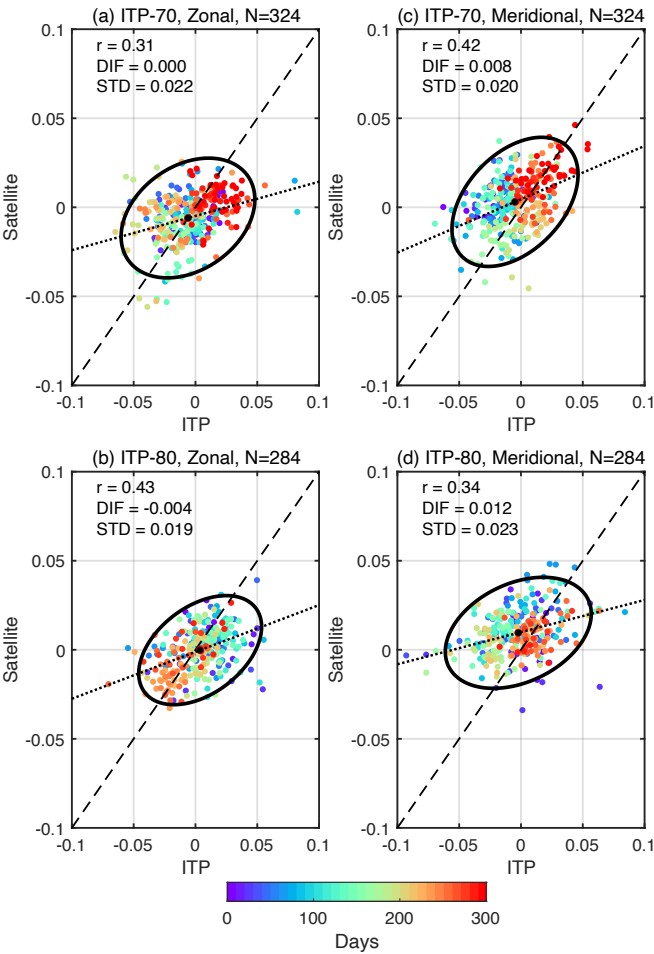 (a) ITP-70, Zonal, N=324
r = 0.31
DIF = 0.000
STD = 0.022
0.1
0.05
0
-0.05
-0.1
Satellite
-0.1 -0.05 0 0.05 0.1
ITP
(c) ITP-70, Meridional, N=324
r = 0.42
DIF = 0.008
STD = 0.020
0.1
0.05
0
-0.05
-0.1
Satellite
-0.1 -0.05 0 0.05 0.1
ITP
(b) ITP-80, Zonal, N=284
r = 0.43
DIF = -0.004
STD = 0.019
0.1
0.05
0
-0.05
-0.1
Satellite
-0.1 -0.05 0 0.05 0.1
ITP
(d) ITP-80, Meridional, N=284
r = 0.34
DIF = 0.012
STD = 0.023
0.1
0.05
0
-0.05
-0.1
Satellite
-0.1 -0.05 0 0.05 0.1
ITP
0 100 200 300
Days